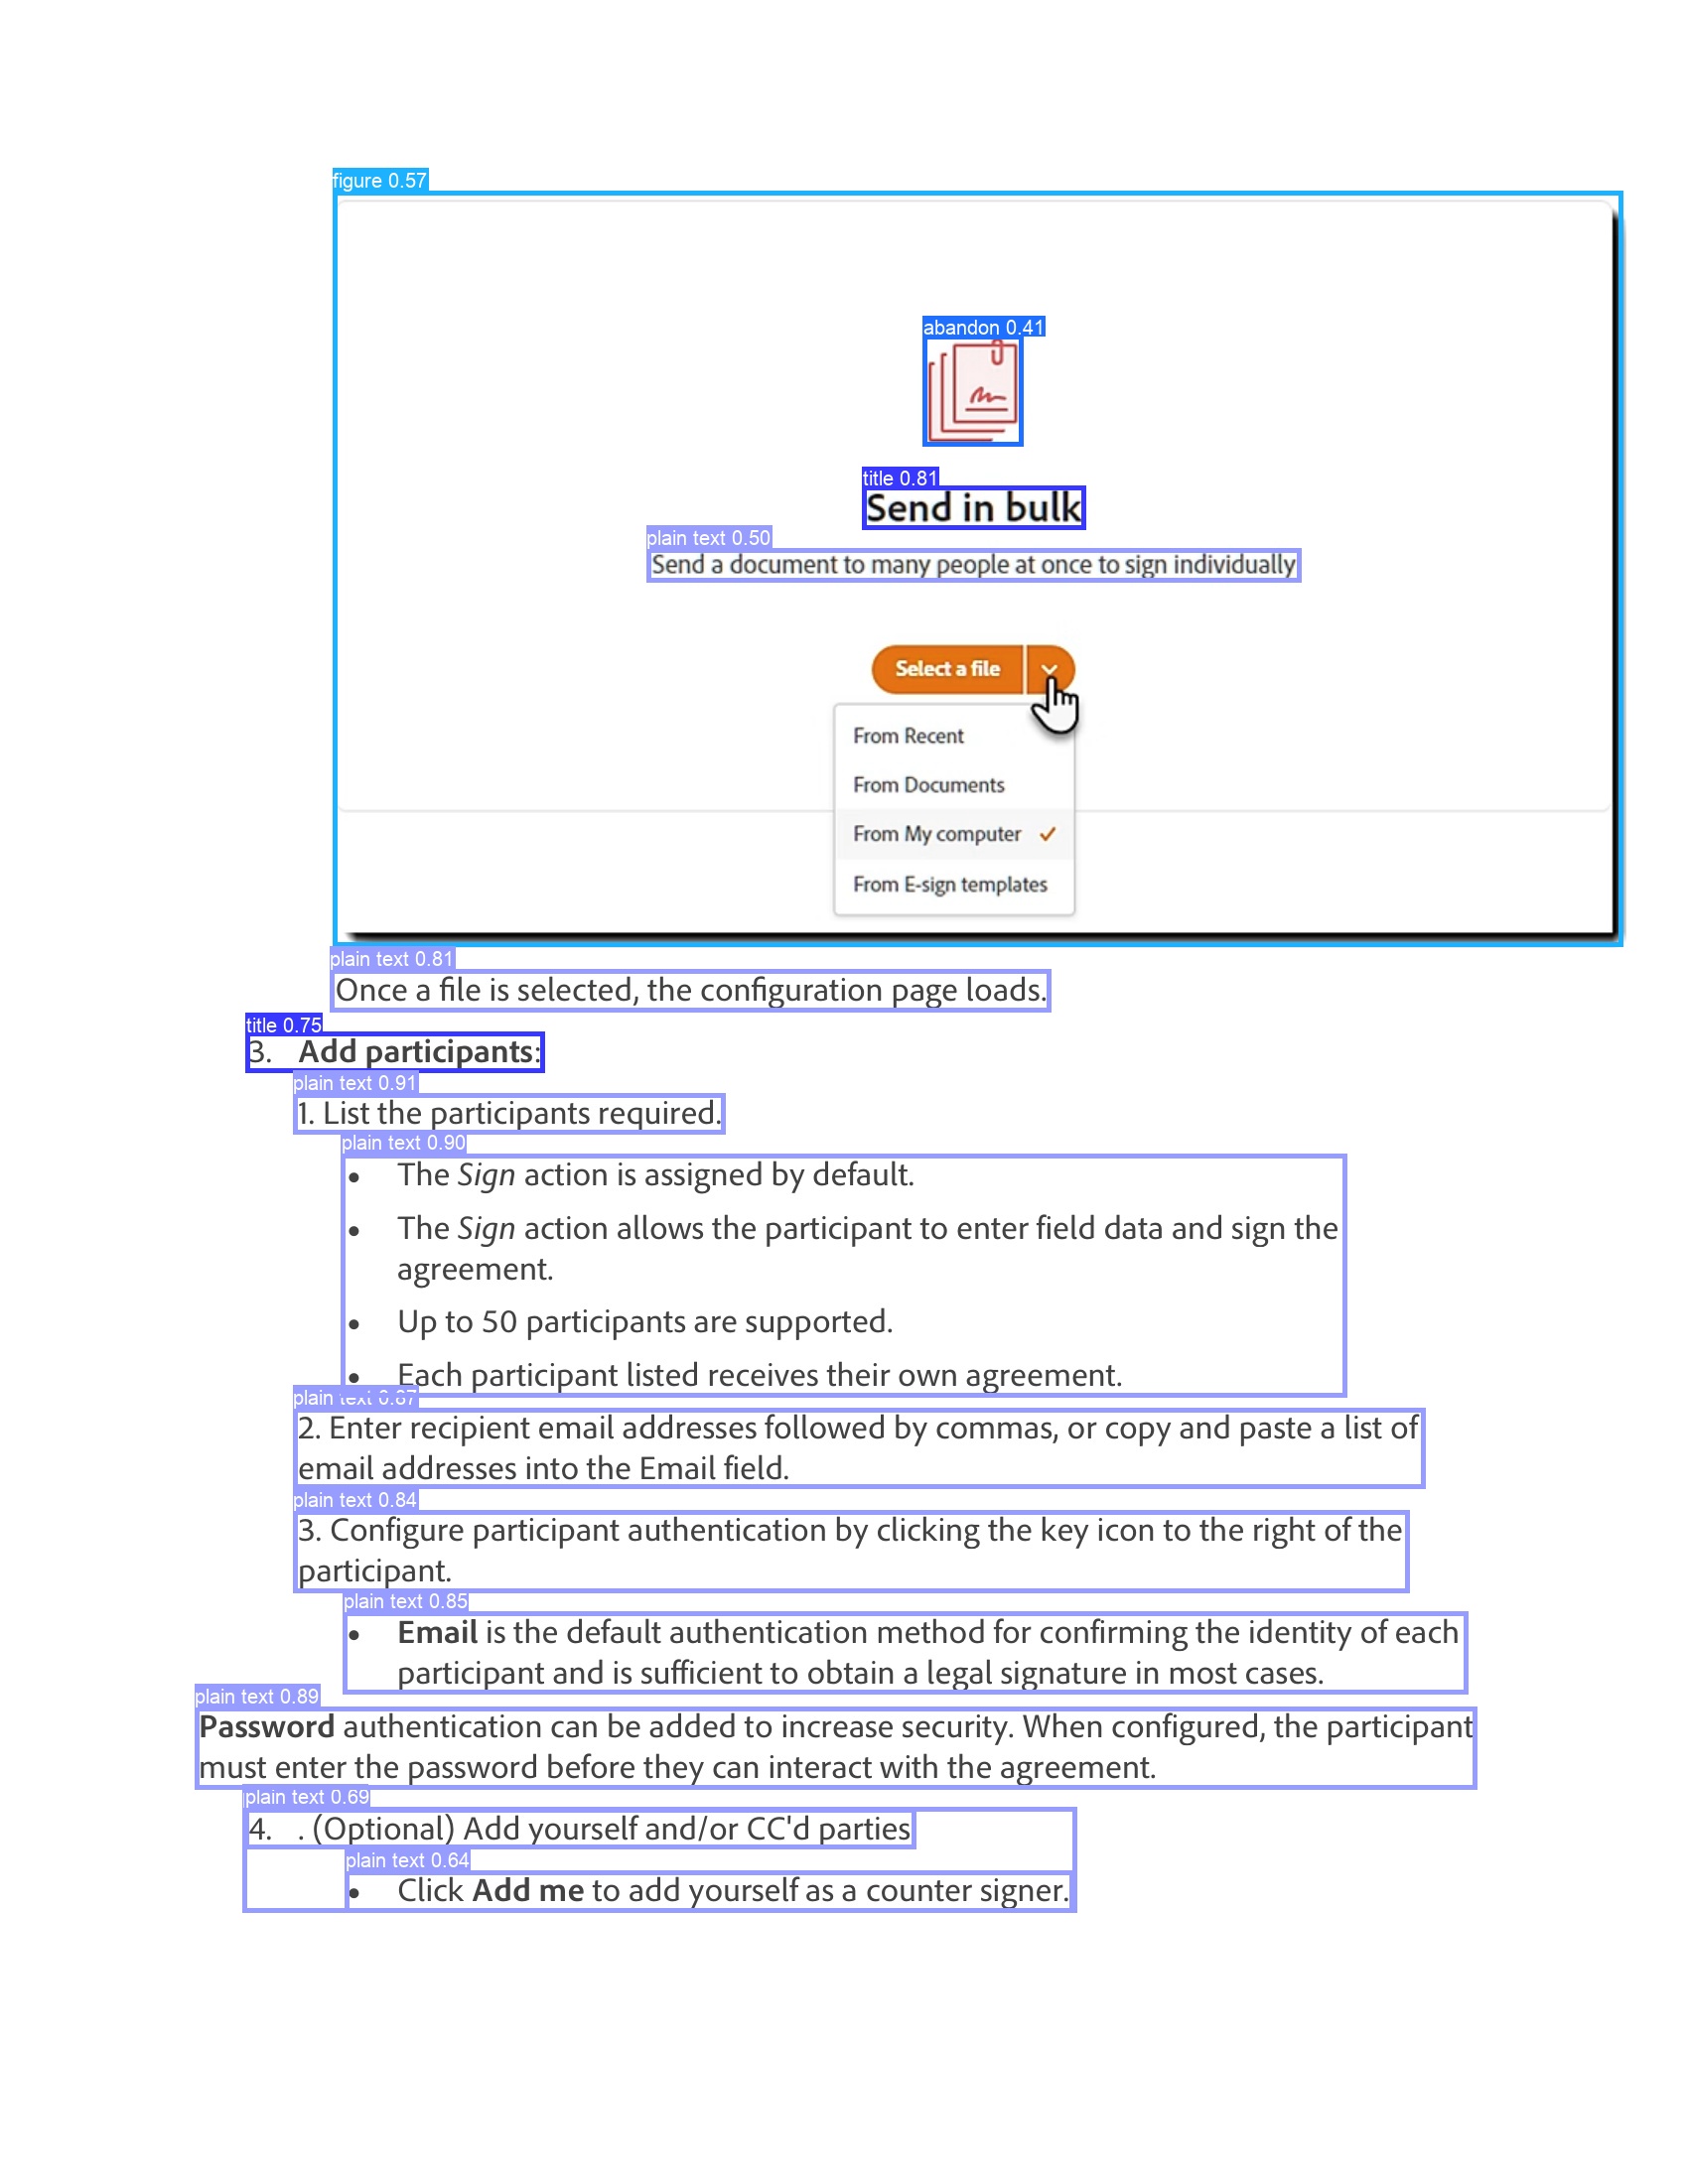 figure 0.57
abandon 0.41
title 0.81
Send in bulk
plain text 0.50
Send a document to many people at once to sign individually
Select a file
From Recent
From Documents
From My computer
From E-sign templates
plain text 0.81
Once a file is selected, the configuration page loads.
title 0.75
3. Add participants:
plain text 0.91
1. List the participants required.
plain text 0.90
• The Sign action is assigned by default.
• The Sign action allows the participant to enter field data and sign the
agreement.
• Up to 50 participants are supported.
• Each participant listed receives their own agreement.
plain text 0.87
2. Enter recipient email addresses followed by commas, or copy and paste a list of
email addresses into the Email field.
plain text 0.84
3. Configure participant authentication by clicking the key icon to the right of the
participant.
plain text 0.85
• Email is the default authentication method for confirming the identity of each
participant and is sufficient to obtain a legal signature in most cases.
plain text 0.89
Password authentication can be added to increase security. When configured, the participant
must enter the password before they can interact with the agreement.
plain text 0.69
4. . (Optional) Add yourself and/or CC'd parties
plain text 0.64
• Click Add me to add yourself as a counter signer.